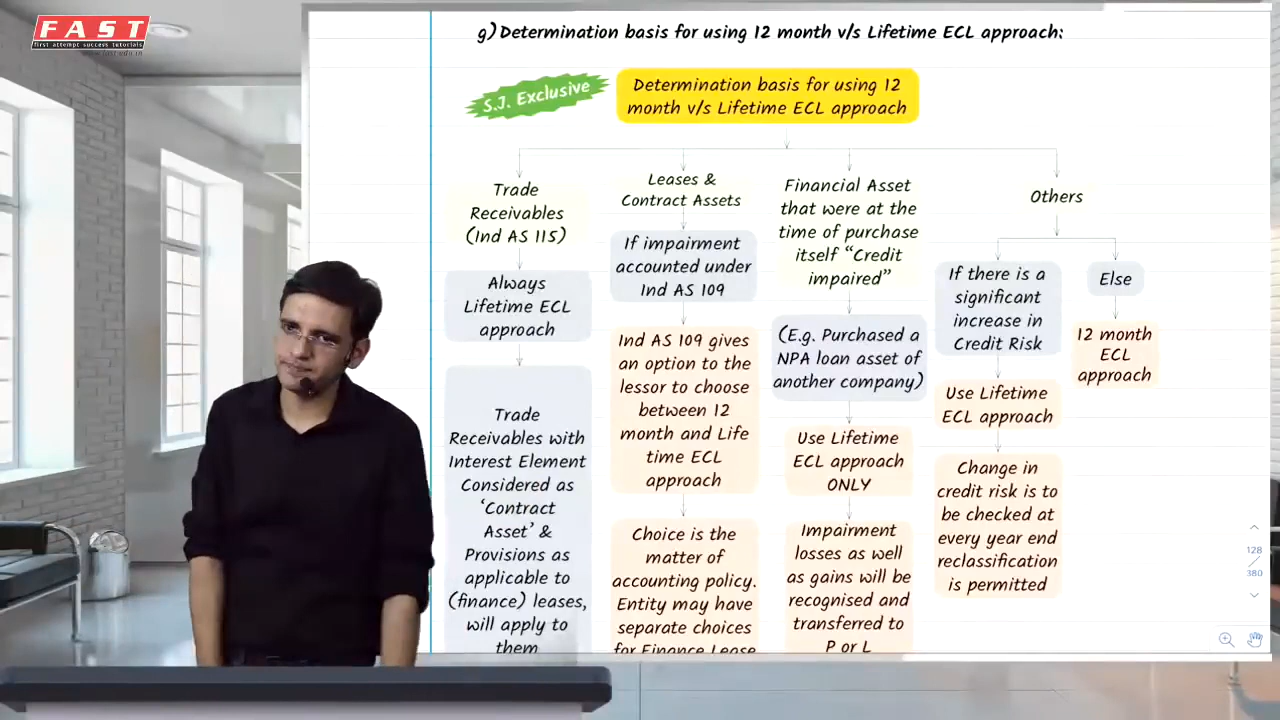 FAST
first attempt success tutorials
www.fast.edu.in
g) Determination basis for using 12 month v/s Lifetime ECL approach:
S.J. Exclusive
Determination basis for using 12
month v/s Lifetime ECL approach
Trade
Receivables
(Ind AS 115)
Always
Lifetime ECL
approach
Trade
Receivables with
Interest Element
Considered as
‘Contract
Asset’ &
Provisions as
applicable to
(finance) leases,
will apply to
them
Leases &
Contract Assets
If impairment
accounted under
Ind AS 109
Ind AS 109 gives
an option to the
lessor to choose
between 12
month and Life
time ECL
approach
Choice is the
matter of
accounting policy.
Entity may have
separate choices
for Finance Lease
Financial Asset
that were at the
time of purchase
itself “Credit
impaired”
(E.g. Purchased a
NPA loan asset of
another company)
Use Lifetime
ECL approach
ONLY
Impairment
losses as well
as gains will be
recognised and
transferred to
P or L
Others
If there is a
significant
increase in
Credit Risk
Use Lifetime
ECL approach
Change in
credit risk is to
be checked at
every year end
reclassification
is permitted
Else
12 month
ECL
approach
128
380